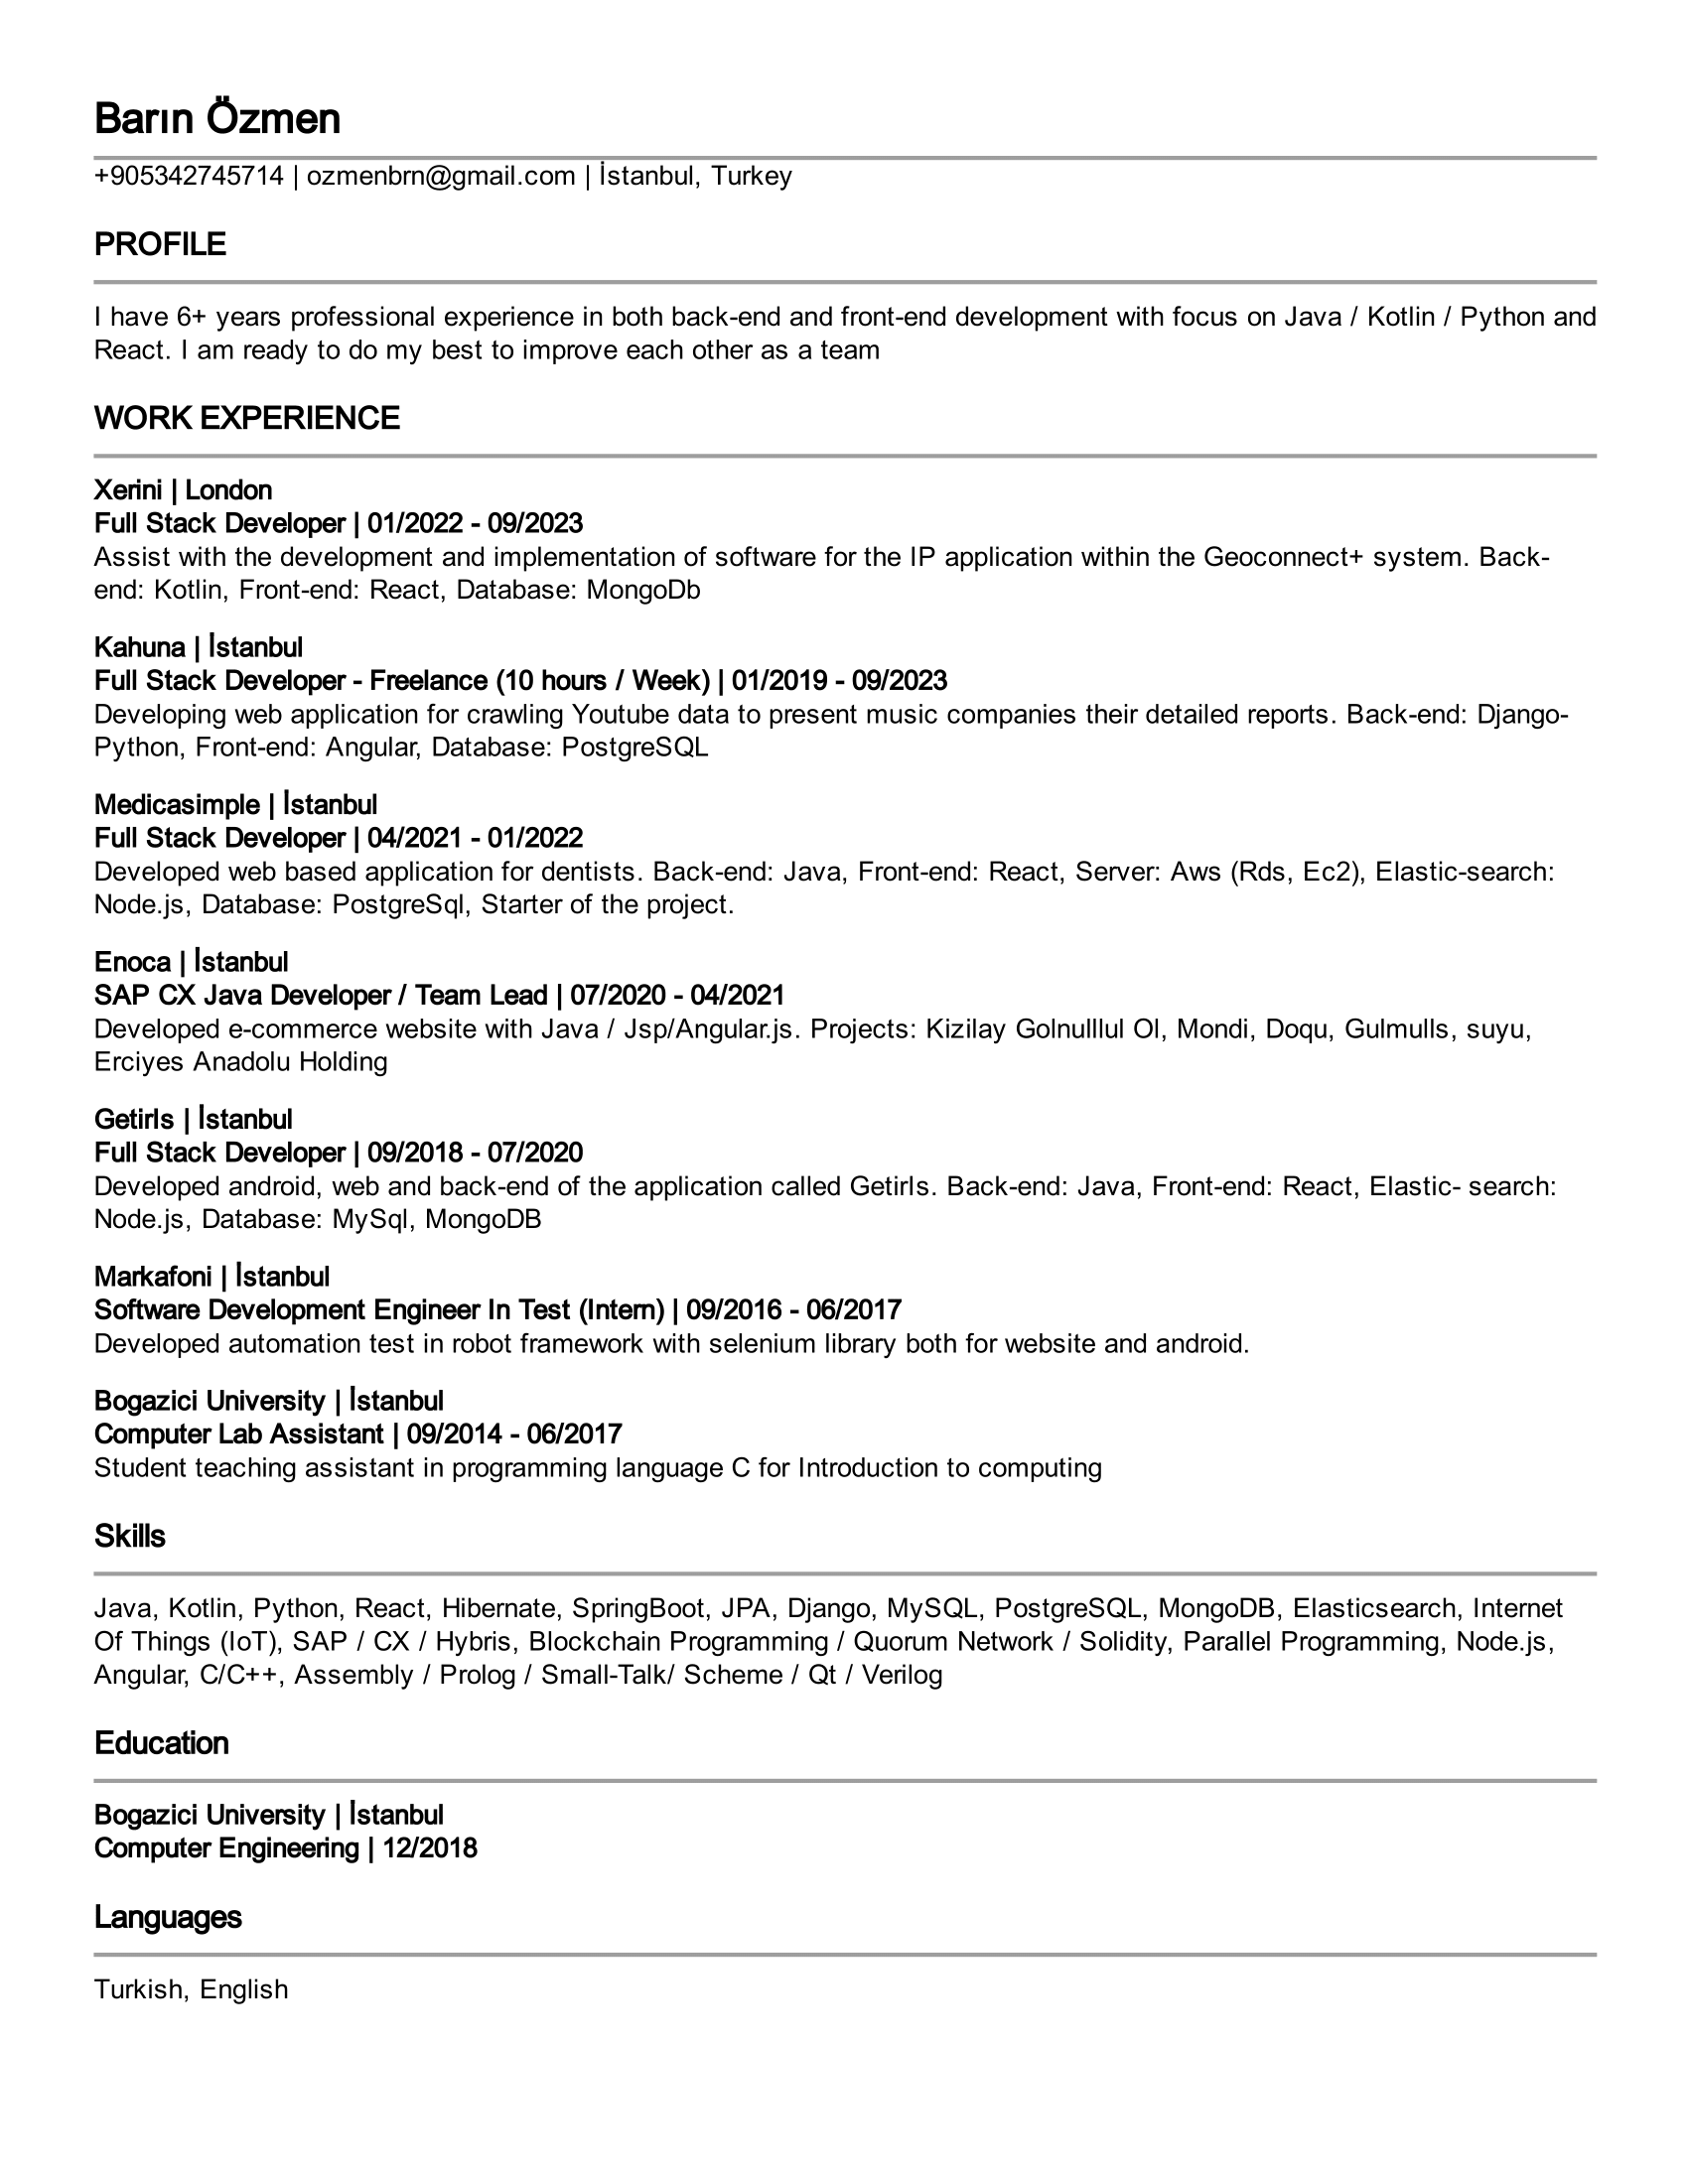 Barın Özmen
+905342745714 | ozmenbrn@gmail.com | İstanbul, Turkey
PROFILE
I have 6+ years professional experience in both back-end and front-end development with focus on Java / Kotlin / Python and
React. I am ready to do my best to improve each other as a team
WORK EXPERIENCE
Xerini | London
Full Stack Developer | 01/2022 - 09/2023
Assist with the development and implementation of software for the IP application within the Geoconnect+ system. Back-
end: Kotlin, Front-end: React, Database: MongoDb
Kahuna | İstanbul
Full Stack Developer - Freelance (10 hours / Week) | 01/2019 - 09/2023
Developing web application for crawling Youtube data to present music companies their detailed reports. Back-end: Django-
Python, Front-end: Angular, Database: PostgreSQL
Medicasimple | İstanbul
Full Stack Developer | 04/2021 - 01/2022
Developed web based application for dentists. Back-end: Java, Front-end: React, Server: Aws (Rds, Ec2), Elastic-search:
Node.js, Database: PostgreSql, Starter of the project.
Enoca | İstanbul
SAP CX Java Developer / Team Lead | 07/2020 - 04/2021
Developed e-commerce website with Java / Jsp/Angular.js. Projects: Kizilay Golnulllul Ol, Mondi, Doqu, Gulmulls, suyu,
Erciyes Anadolu Holding
GetirIs | İstanbul
Full Stack Developer | 09/2018 - 07/2020
Developed android, web and back-end of the application called GetirIs. Back-end: Java, Front-end: React, Elastic- search:
Node.js, Database: MySql, MongoDB
Markafoni | İstanbul
Software Development Engineer In Test (Intern) | 09/2016 - 06/2017
Developed automation test in robot framework with selenium library both for website and android.
Bogazici University | İstanbul
Computer Lab Assistant | 09/2014 - 06/2017
Student teaching assistant in programming language C for Introduction to computing
Skills
Java, Kotlin, Python, React, Hibernate, SpringBoot, JPA, Django, MySQL, PostgreSQL, MongoDB, Elasticsearch, Internet
Of Things (IoT), SAP / CX / Hybris, Blockchain Programming / Quorum Network / Solidity, Parallel Programming, Node.js,
Angular, C/C++, Assembly / Prolog / Small-Talk/ Scheme / Qt / Verilog
Education
Bogazici University | İstanbul
Computer Engineering | 12/2018
Languages
Turkish, English